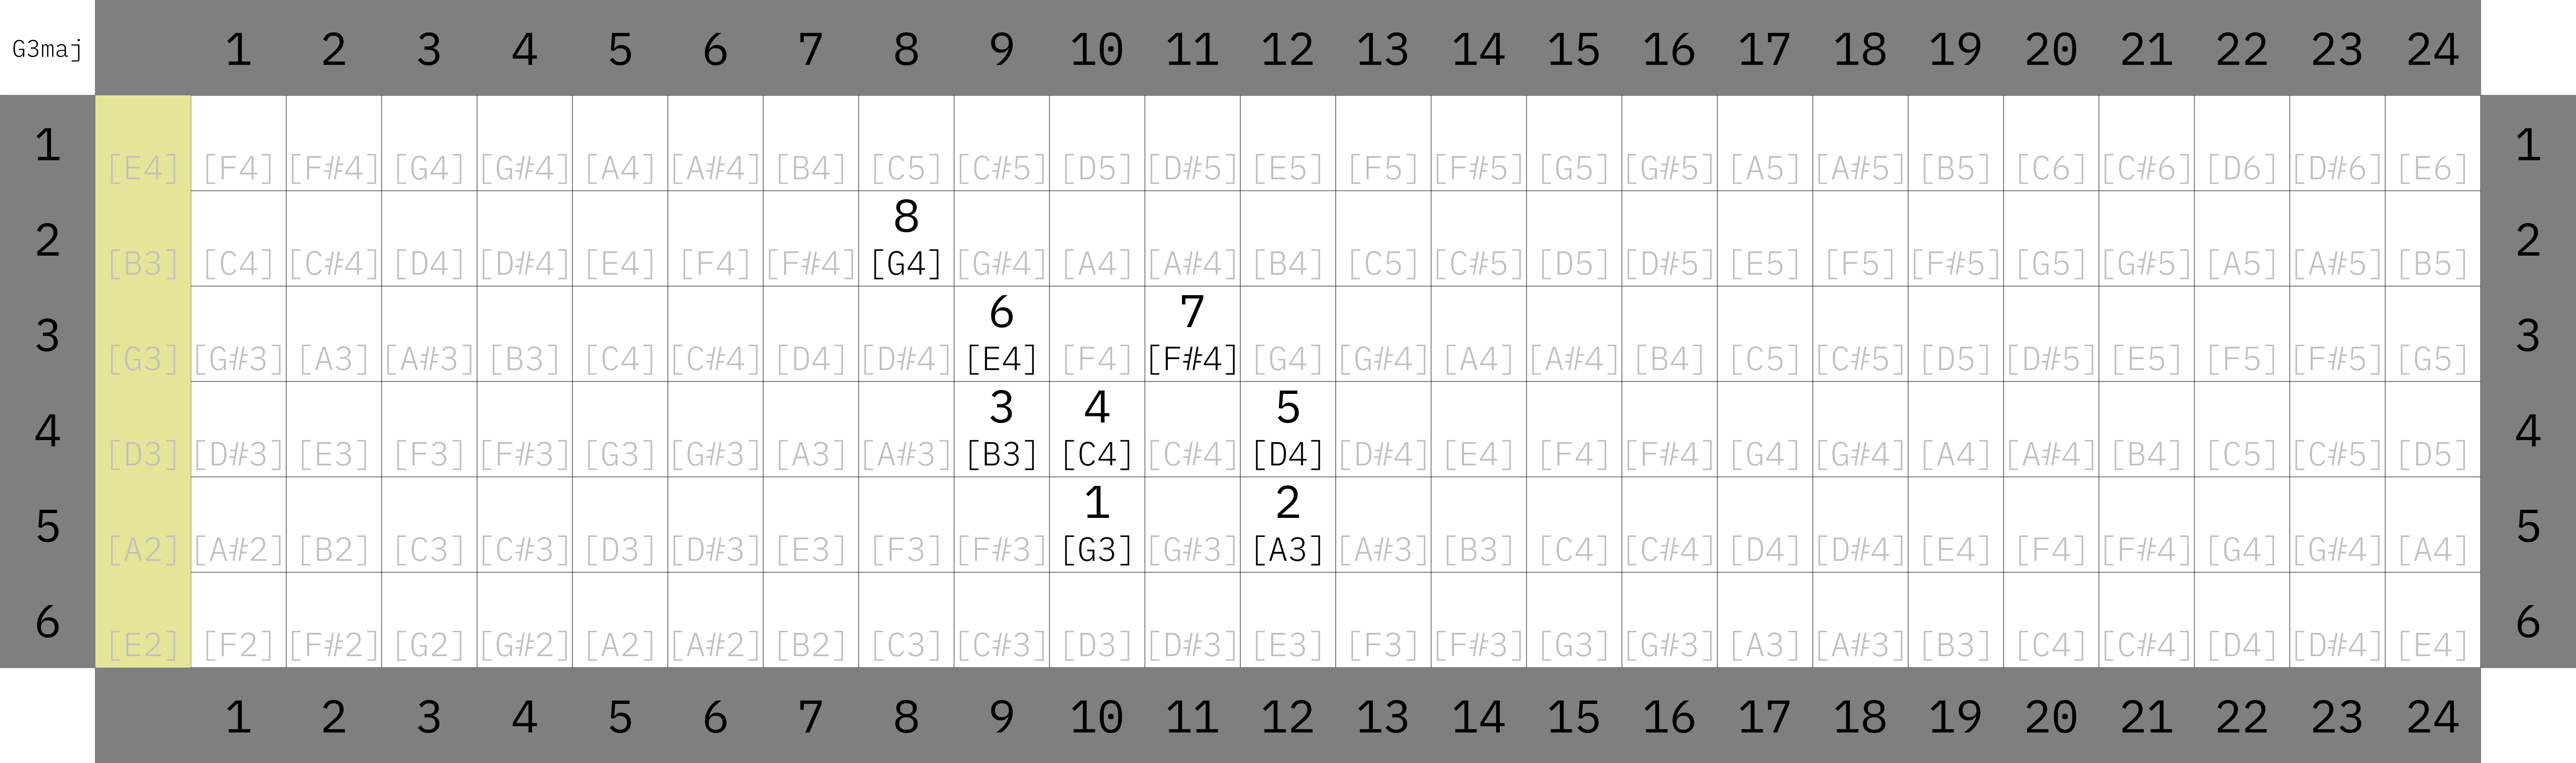 G3maj 1 2 3 4 5 6 7 8 9 10 11 12 13 14 15 16 17 18 19 20 21 22 23 24
1 [E4] [F4] [F#4] [G4] [G#4] [A4] [A#4] [B4] [C5] [C#5] [D5] [D#5] [E5] [F5] [F#5] [G5] [G#5] [A5] [A#5] [B5] [C6] [C#6] [D6] [D#6] [E6] 1
8
2 [B3] [C4] [C#4] [D4] [D#4] [E4] [F4] [F#4] [G4] [G#4] [A4] [A#4] [B4] [C5] [C#5] [D5] [D#5] [E5] [F5] [F#5] [G5] [G#5] [A5] [A#5] [B5] 2
6 7
3 [G3] [G#3] [A3] [A#3] [B3] [C4] [C#4] [D4] [D#4] [E4] [F4] [F#4] [G4] [G#4] [A4] [A#4] [B4] [C5] [C#5] [D5] [D#5] [E5] [F5] [F#5] [G5] 3
3 4 5
4 [D3] [D#3] [E3] [F3] [F#3] [G3] [G#3] [A3] [A#3] [B3] [C4] [C#4] [D4] [D#4] [E4] [F4] [F#4] [G4] [G#4] [A4] [A#4] [B4] [C5] [C#5] [D5] 4
1 2
5 [A2] [A#2] [B2] [C3] [C#3] [D3] [D#3] [E3] [F3] [F#3] [G3] [G#3] [A3] [A#3] [B3] [C4] [C#4] [D4] [D#4] [E4] [F4] [F#4] [G4] [G#4] [A4] 5
6 [E2] [F2] [F#2] [G2] [G#2] [A2] [A#2] [B2] [C3] [C#3] [D3] [D#3] [E3] [F3] [F#3] [G3] [G#3] [A3] [A#3] [B3] [C4] [C#4] [D4] [D#4] [E4] 6
1 2 3 4 5 6 7 8 9 10 11 12 13 14 15 16 17 18 19 20 21 22 23 24